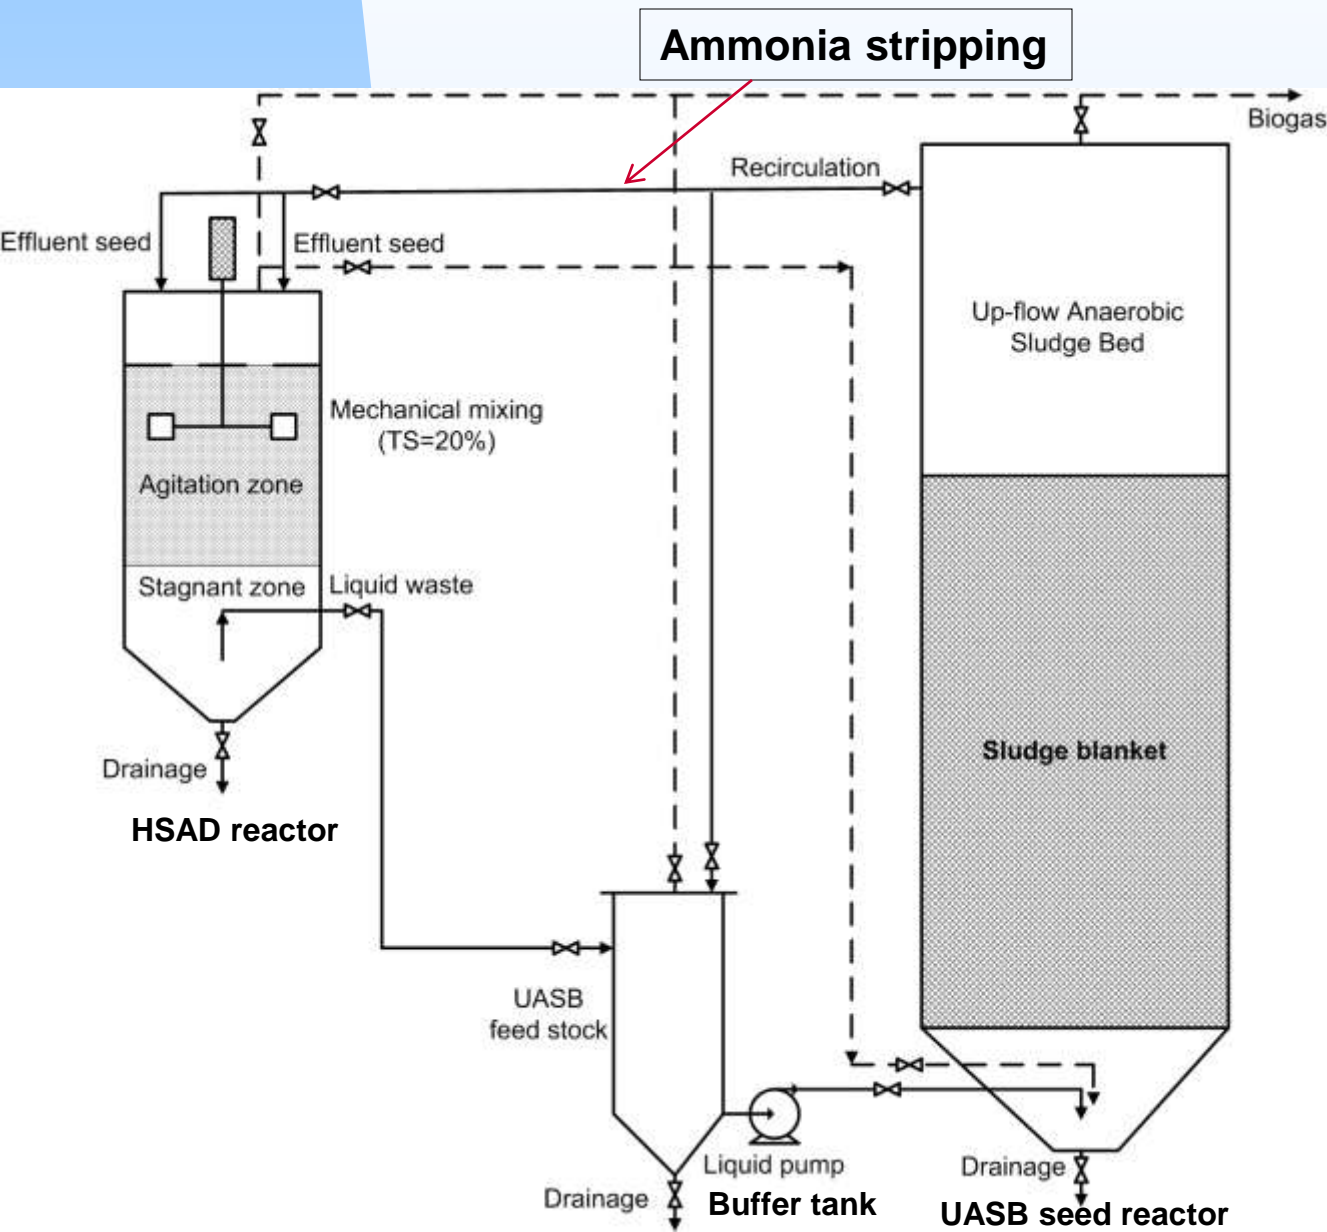 Ammonia stripping
Biogas
Recirculation
Effluent seed
Effluent seed
Up-flow Anaerobic
Sludge Bed
Mechanical mixing
(TS=20%)
Agitation zone
Stagnant zone
Liquid waste
Sludge blanket
Drainage
HSAD reactor
UASB
feed stock
Liquid pump
Drainage
Drainage
Buffer tank
UASB seed reactor